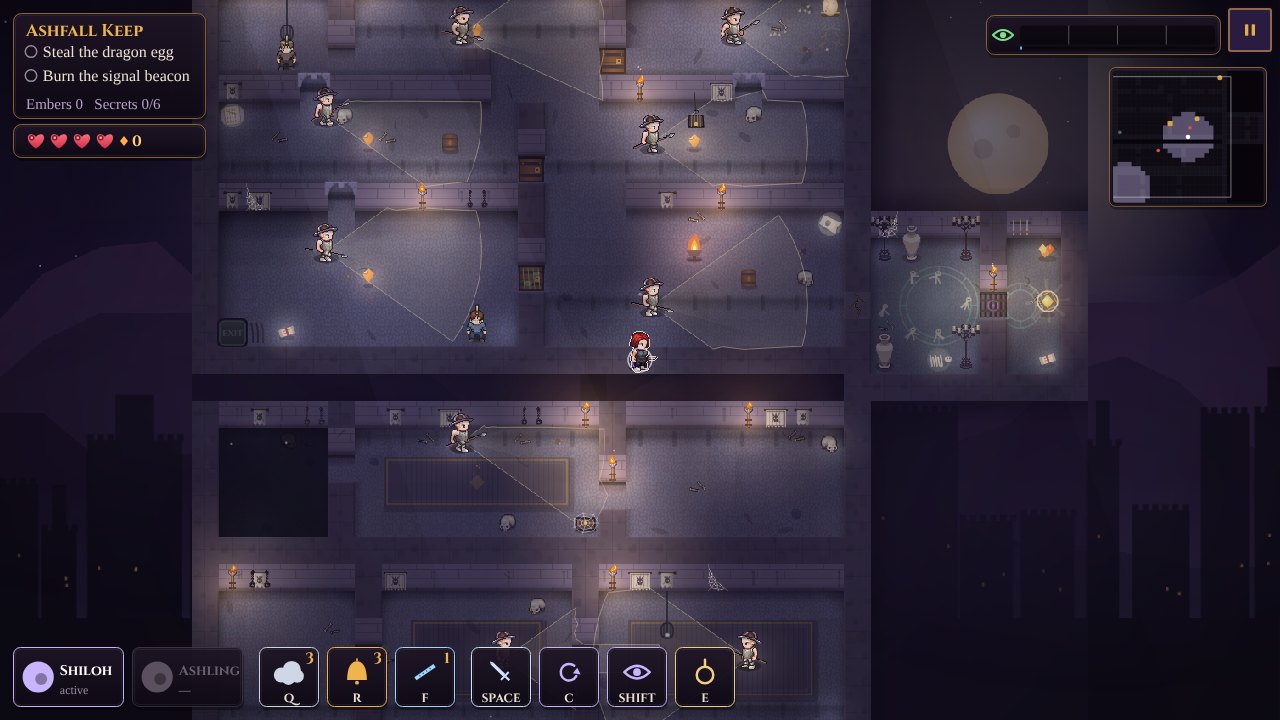 Ashfall Keep
Steal the dragon egg
Burn the signal beacon
Embers 0 Secrets 0/6
0
EXIT
Shiloh
active
Ashling
—
3
Q
3
R
1
F
SPACE
C
SHIFT
E